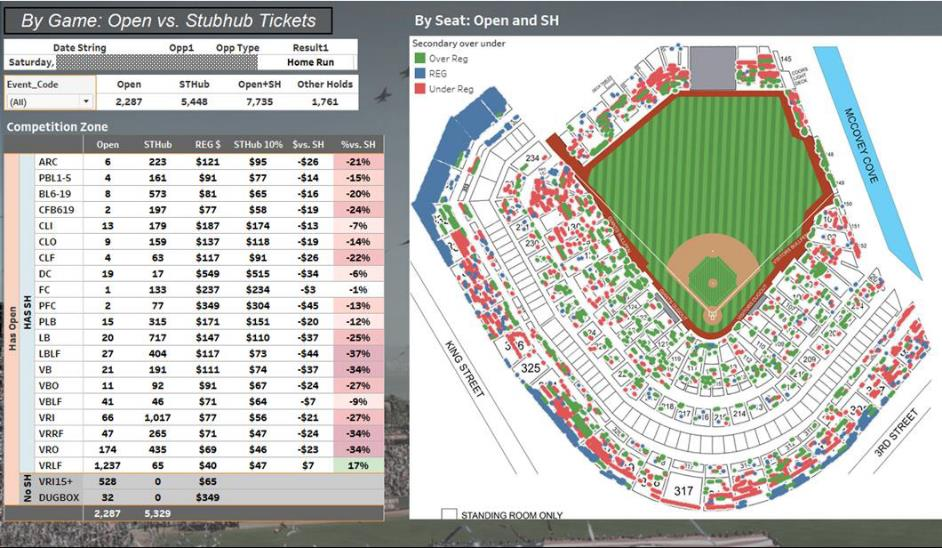 By Game: Open vs. Stubhub Tickets
Date String Opp1 Opp Type Result1
Saturday, Home Run
Event_Code Open STHub Open+SH Other Holds
(All) 2,287 5,448 7,735 1,761
Competition Zone
Open STHub REG $ STHub 10% $vs. SH %vs. SH
Has Open
HAS SH
ARC 6 223 $121 $95 -$26 -21%
PBL1-5 4 161 $91 $77 -$14 -15%
BL6-19 8 573 $81 $65 -$16 -20%
CFB619 2 197 $77 $58 -$19 -24%
CLI 13 179 $187 $174 -$13 -7%
CLO 9 159 $137 $118 -$19 -14%
CLF 4 63 $117 $91 -$26 -22%
DC 19 17 $549 $515 -$34 -6%
FC 1 133 $237 $234 -$3 -1%
PFC 2 77 $349 $304 -$45 -13%
PLB 15 315 $171 $151 -$20 -12%
LB 20 717 $147 $110 -$37 -25%
LBLF 27 404 $117 $73 -$44 -37%
VB 21 191 $111 $74 -$37 -34%
VBO 11 92 $91 $67 -$24 -27%
VBLF 41 46 $71 $64 -$7 -9%
VRI 66 1,017 $77 $56 -$21 -27%
VRRF 47 265 $71 $47 -$24 -34%
VRO 174 435 $69 $46 -$23 -34%
VRLF 1,237 65 $40 $47 $7 17%
No SH
VRI15+ 528 0 $65
DUGBOX 32 0 $349
2,287 5,329
By Seat: Open and SH
Secondary over under
Over Reg
REG
Under Reg
145
COORS
LIGHT
DECK
MCCOVEY COVE
234
230
KING STREET
325
317
209
214
217
3RD STREET
STANDING ROOM ONLY